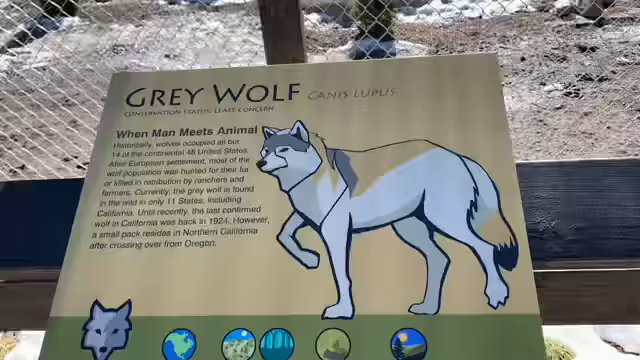 GREY WOLF CANIS LUPUS
CONSERVATION STATUS: LEAST CONCERN
When Man Meets Animal
Historically, wolves occupied all but
14 of the continental 48 United States.
After European settlement, most of the
wolf population was hunted for their fur
or killed in retribution by ranchers and
farmers. Currently, the grey wolf is found
in the wild in only 11 States, including
California. Until recently, the last confirmed
wolf in California was back in 1924. However,
a small pack resides in Northern California
after crossing over from Oregon.